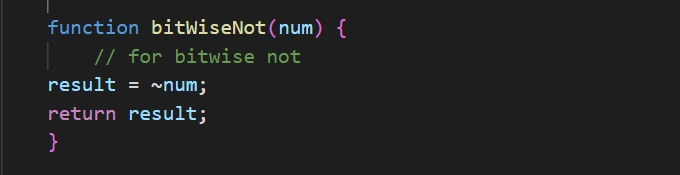 function bitWiseNot(num) {
    // for bitwise not
result = ~num;
return result;
}